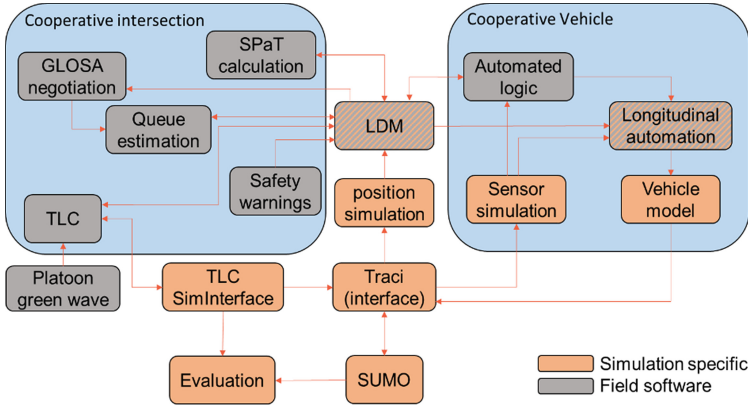 Cooperative intersection
Cooperative Vehicle
SPaT
calculation
GLOSA
negotiation
Queue
estimation
LDM
Automated
logic
Longitudinal
automation
Safety
warnings
TLC
position
simulation
Sensor
simulation
Vehicle
model
Platoon
green wave
TLC
SimInterface
Traci
(interface)
Evaluation
SUMO
Simulation specific
Field software